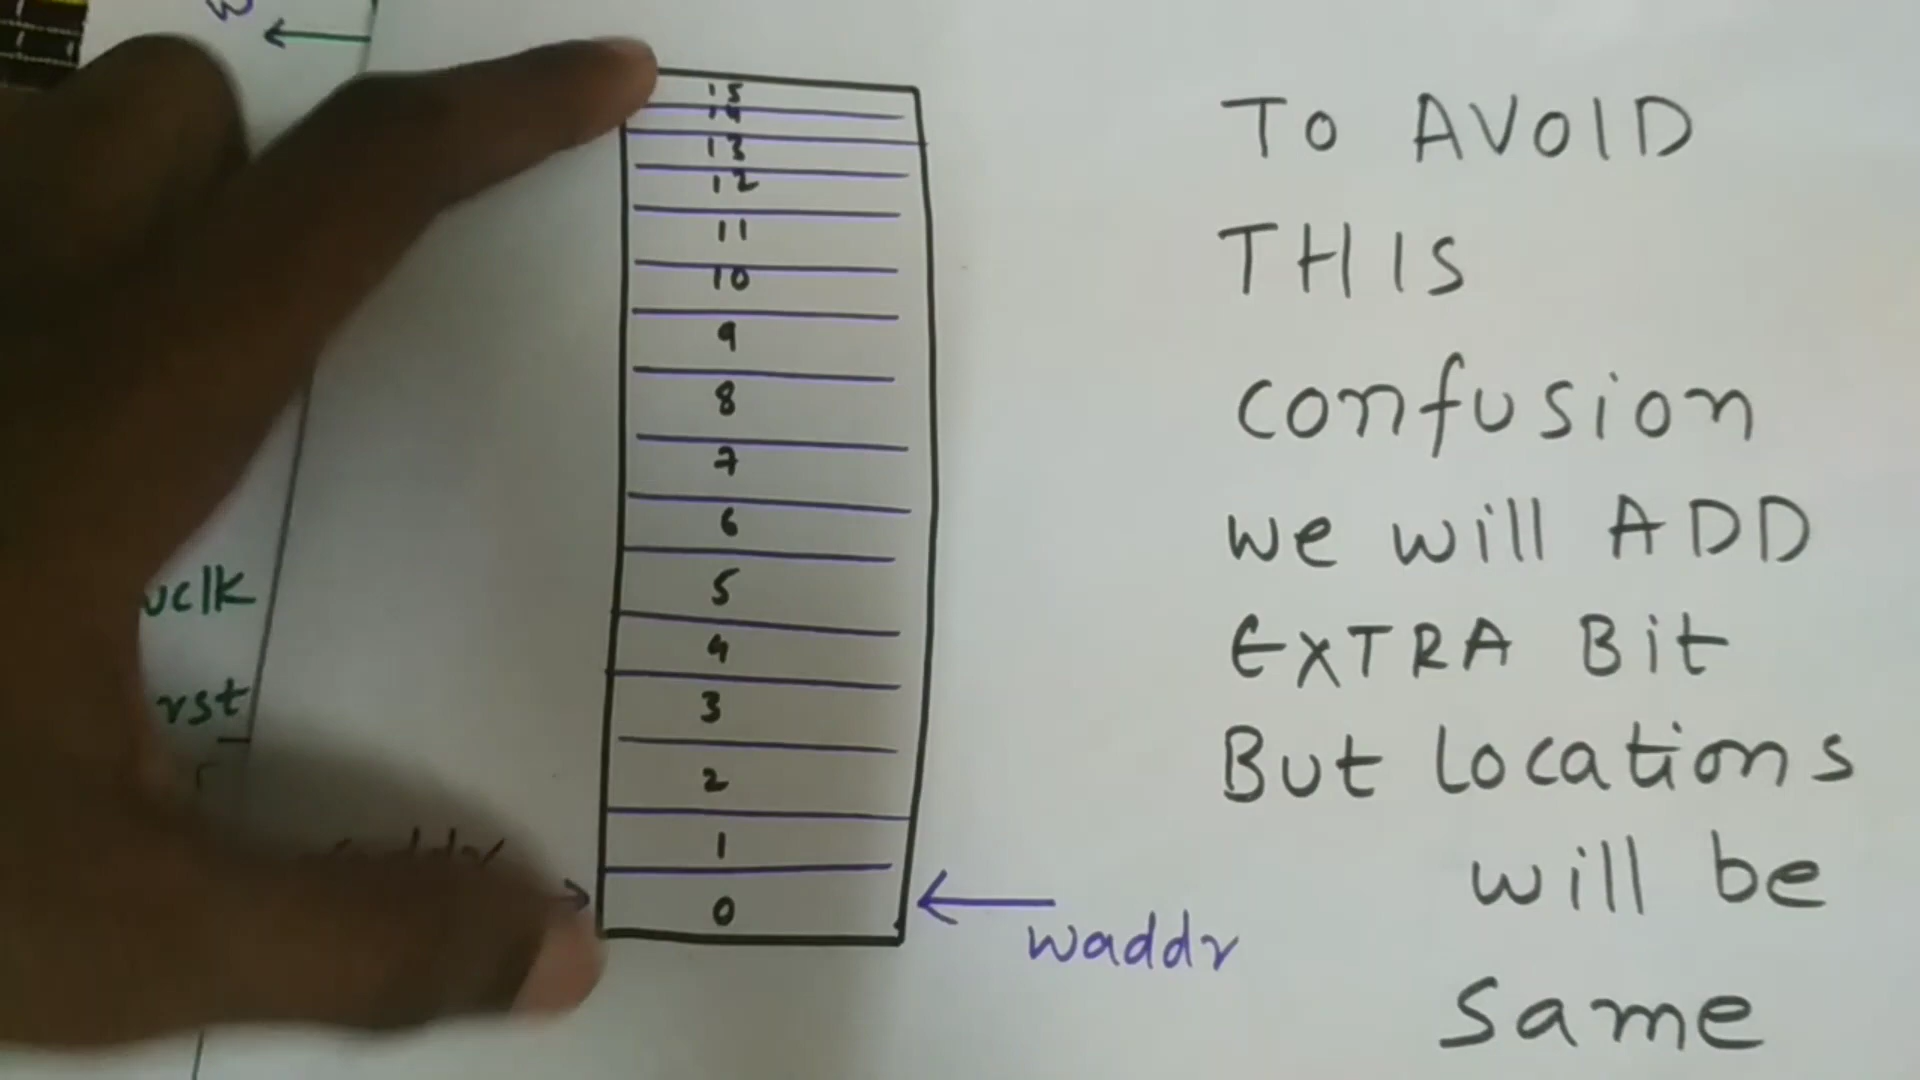 15
14
13
12
11
10
9
8
7
6
5
4
3
2
1
0
wclk
rst
waddr
TO AVOID
THIS
confusion
we will ADD
EXTRA Bit
But locations
will be
same